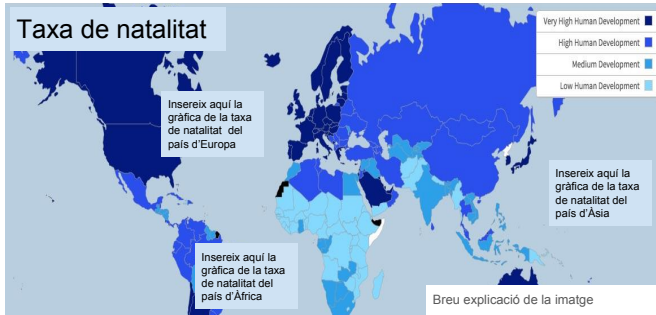 Taxa de natalitat
Very High Human Development
High Human Development
Medium Development
Low Human Development
Insereix aquí la
gràfica de la taxa
de natalitat  del
país d'Europa
Insereix aquí la
gràfica de la taxa
de natalitat del
país d'Àsia
Insereix aquí la
gràfica de la taxa
de natalitat del
país d'Àfrica
Breu explicació de la imatge